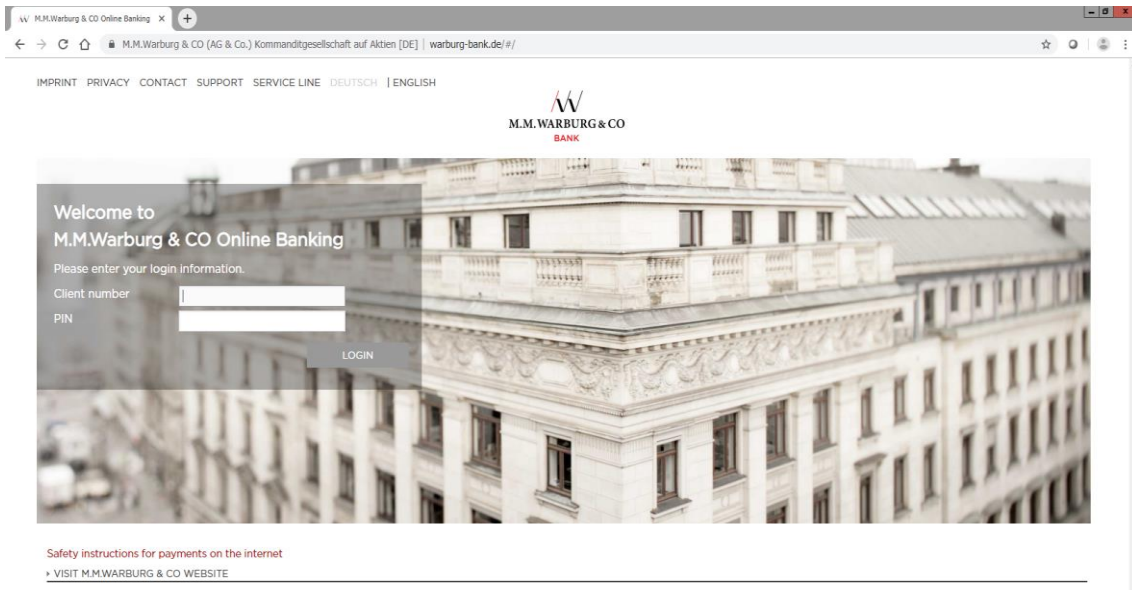 M.M.Warburg & CO Online Banking
M.M.Warburg & CO (AG & Co.) Kommanditgesellschaft auf Aktien [DE] | warburg-bank.de/#/
IMPRINT PRIVACY CONTACT SUPPORT SERVICE LINE DEUTSCH | ENGLISH
M.M.WARBURG & CO
BANK
Welcome to
M.M.Warburg & CO Online Banking
Please enter your login information.
Client number
PIN
LOGIN
Safety instructions for payments on the internet
VISIT M.M.WARBURG & CO WEBSITE